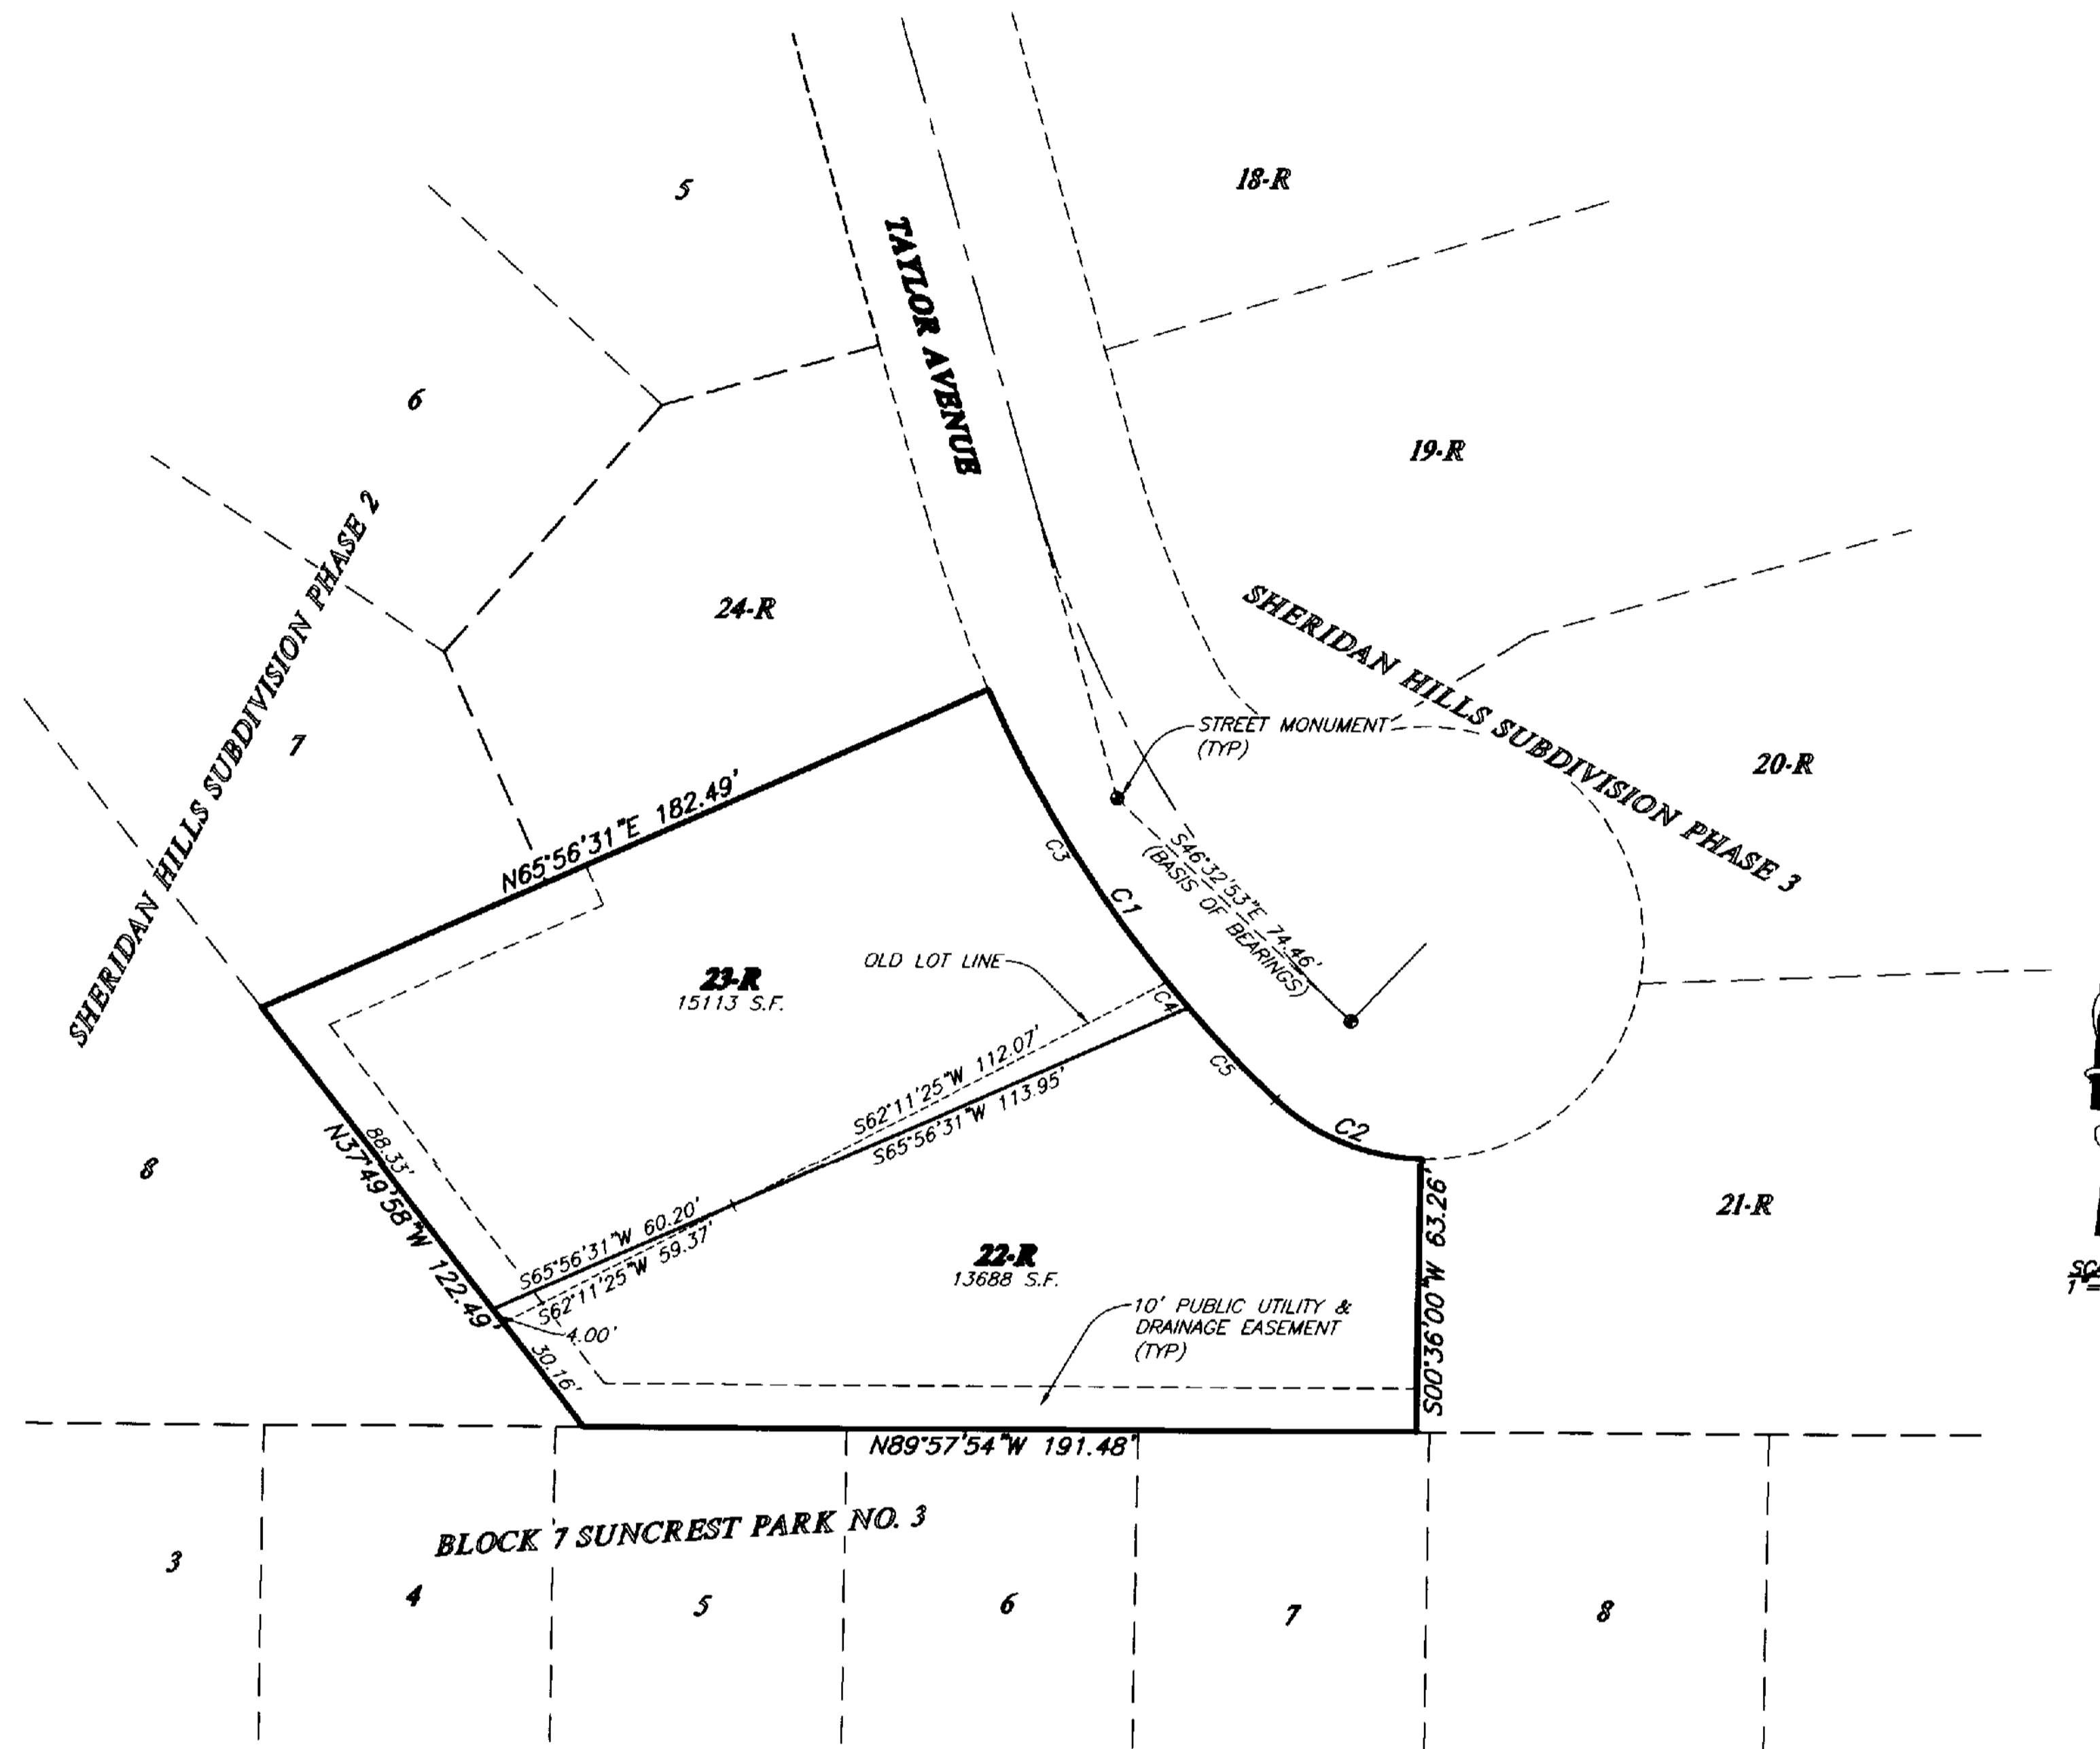 5
18-R
TAYLOR AVENUE
6
19-R
SHERIDAN HILLS SUBDIVISION PHASE 2
24-R
SHERIDAN HILLS SUBDIVISION PHASE 3
7
STREET MONUMENT
(TYP)
20-R
N65°56'31"E 182.49'
C3
C1
S46°32'53"E 74.46'
(BASIS OF BEARINGS)
OLD LOT LINE
23-R
15113 S.F.
C4
S62°11'25"W 112.07'
S65°56'31"W 113.95'
C5
C2
8
88.33'
N37°49'58"W 122.49'
S65°56'31"W 60.20'
S62°11'25"W 59.37'
4.00'
30.16'
22-R
13688 S.F.
21-R
S00°36'00"W 63.26'
10' PUBLIC UTILITY &
DRAINAGE EASEMENT
(TYP)
N89°57'54"W 191.48'
BLOCK 7 SUNCREST PARK NO. 3
3
4
5
6
7
8